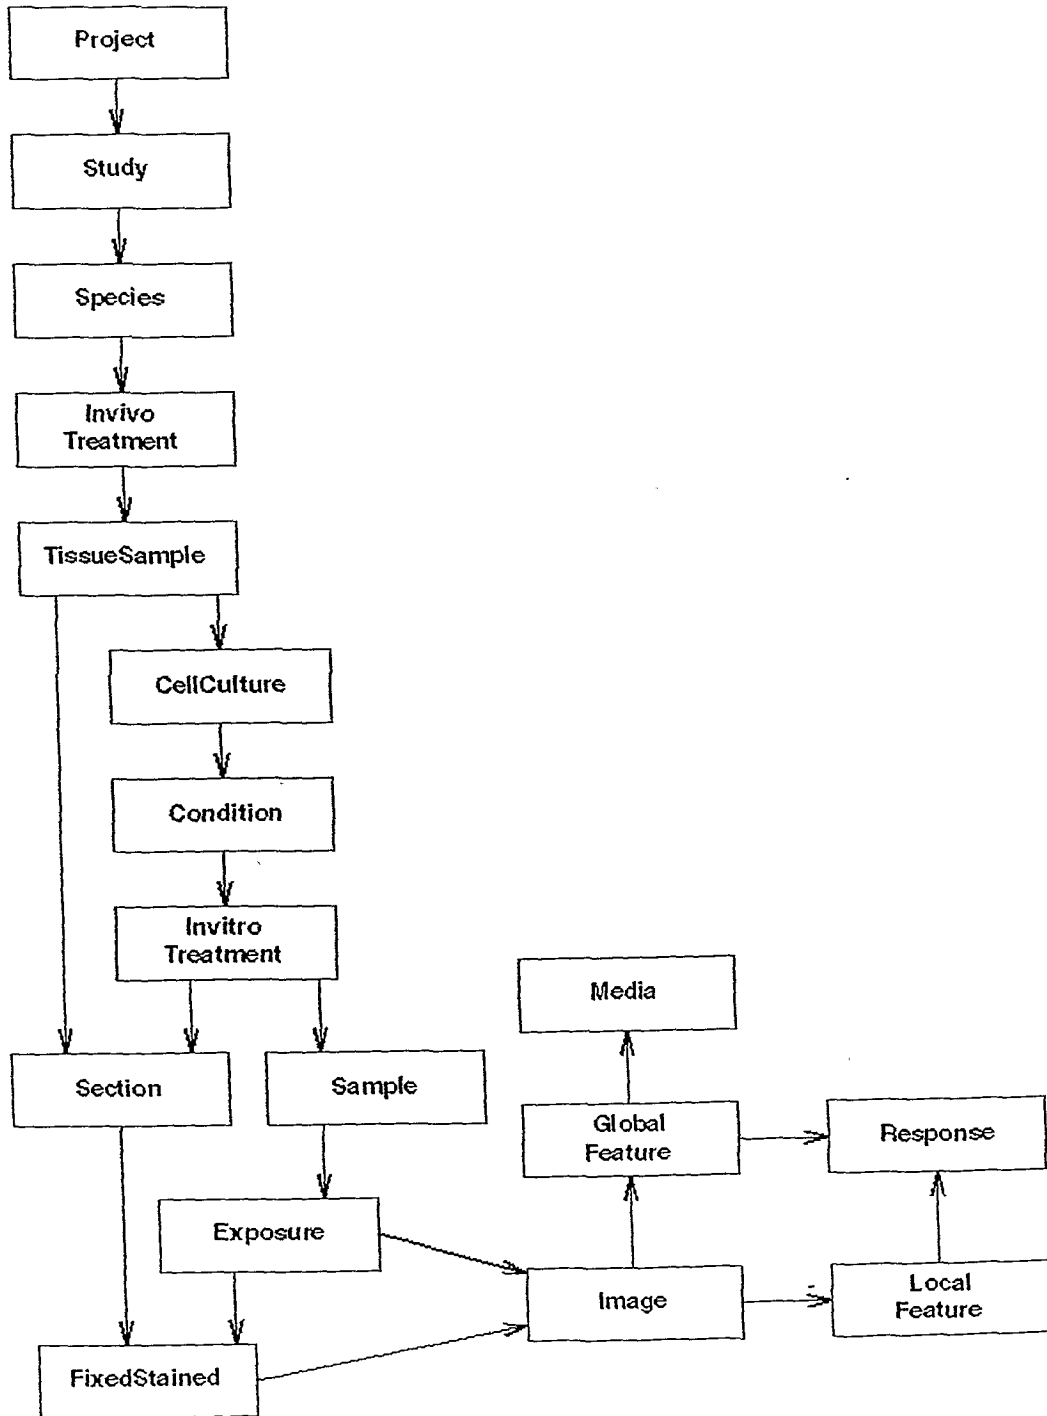 Project
Study
Species
Invivo
Treatment
TissueSample
CellCulture
Condition
Invitro
Treatment
Media
Section
Sample
Global
Feature
Response
Exposure
Image
Local
Feature
FixedStained